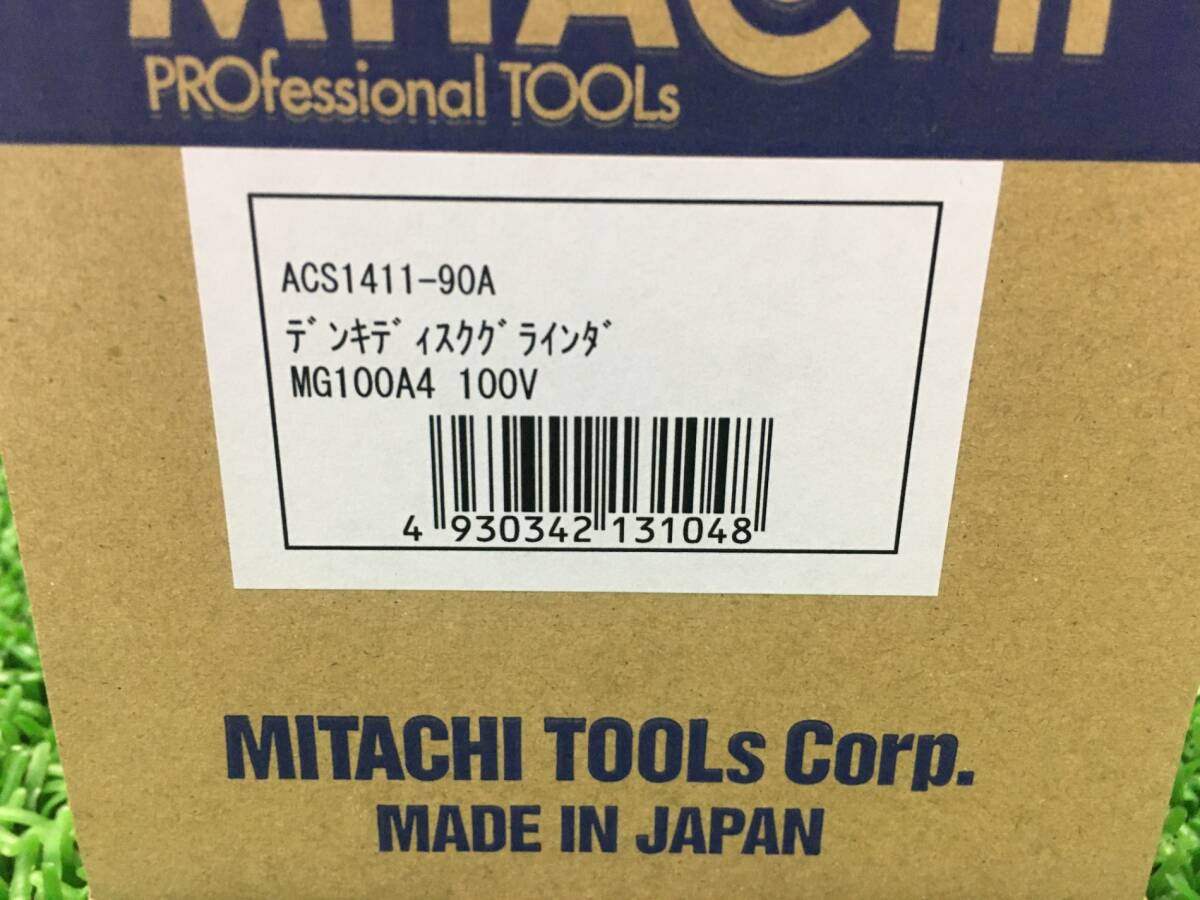 MITACHI
PROfessional TOOLs
ACS1411-90A
ﾃﾞﾝｷﾃﾞｨｽｸｸﾞﾗｲﾝﾀﾞ
MG100A4 100V
4 930342 131048
MITACHI TOOLs Corp.
MADE IN JAPAN